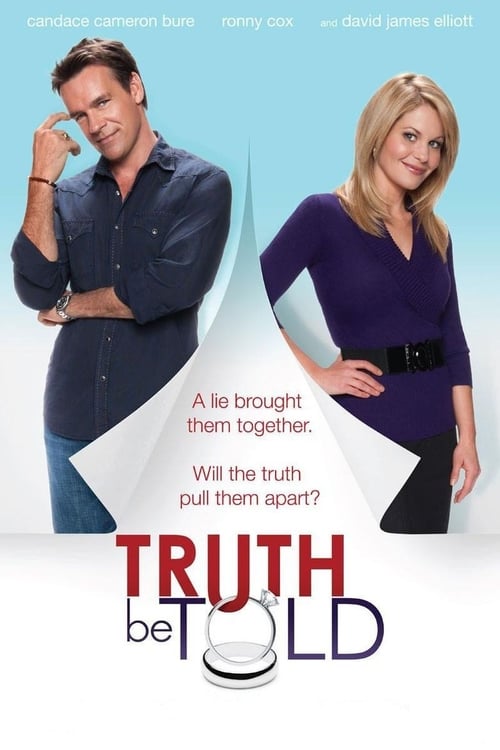 candace cameron bure ronny cox and david james elliott
A lie brought
them together.
Will the truth
pull them apart?
TRUTH
be TOLD